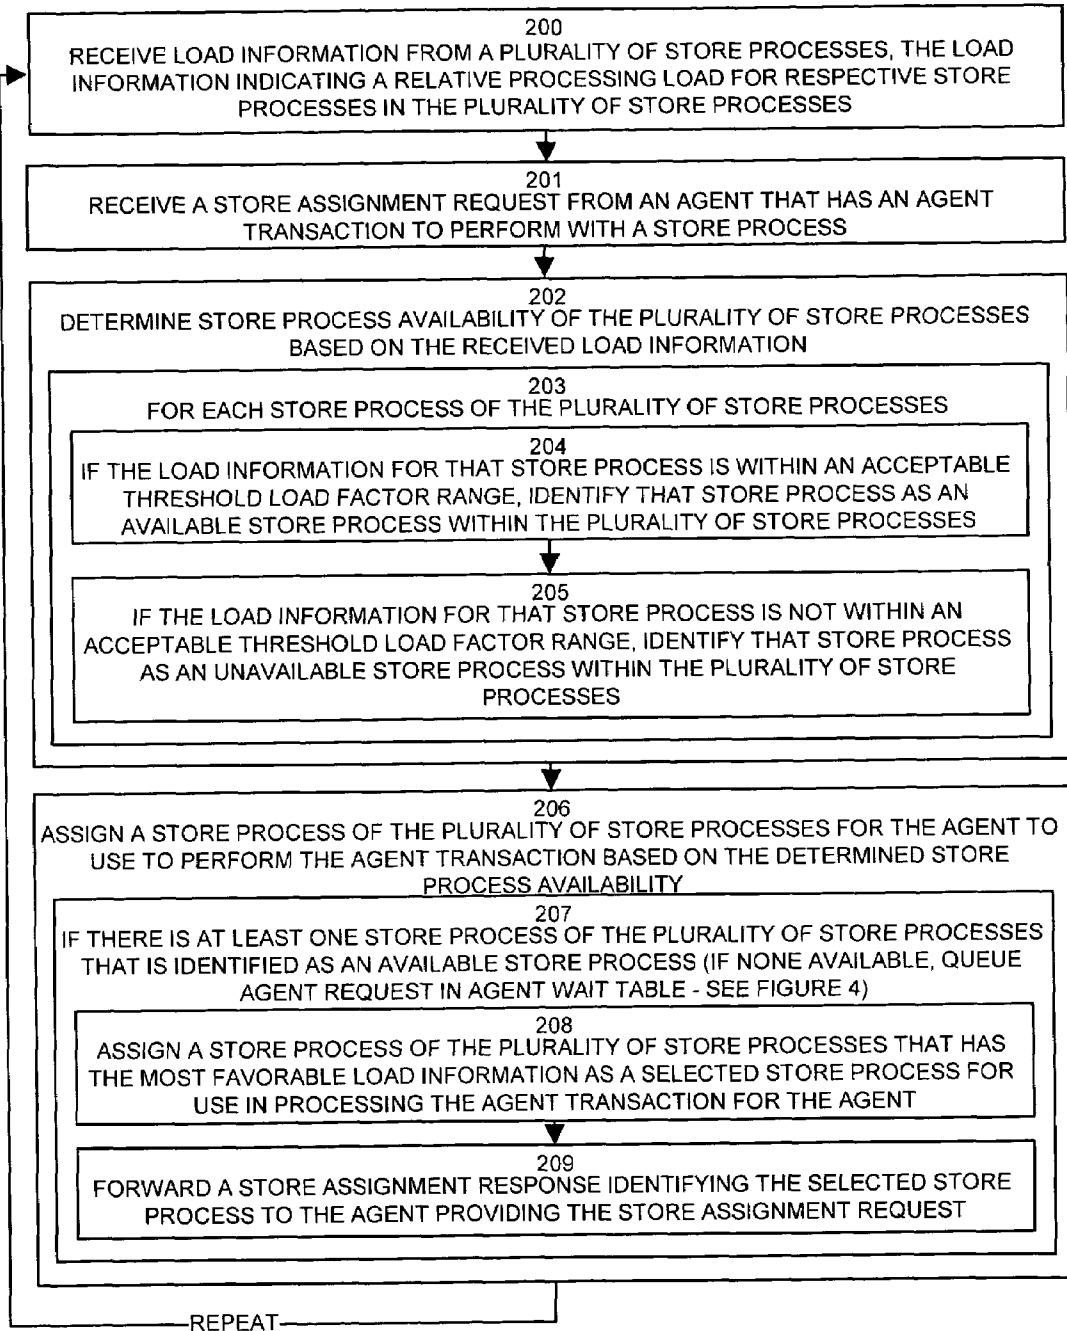 200
RECEIVE LOAD INFORMATION FROM A PLURALITY OF STORE PROCESSES, THE LOAD
INFORMATION INDICATING A RELATIVE PROCESSING LOAD FOR RESPECTIVE STORE
PROCESSES IN THE PLURALITY OF STORE PROCESSES
201
RECEIVE A STORE ASSIGNMENT REQUEST FROM AN AGENT THAT HAS AN AGENT
TRANSACTION TO PERFORM WITH A STORE PROCESS
202
DETERMINE STORE PROCESS AVAILABILITY OF THE PLURALITY OF STORE PROCESSES
BASED ON THE RECEIVED LOAD INFORMATION
203
FOR EACH STORE PROCESS OF THE PLURALITY OF STORE PROCESSES
204
IF THE LOAD INFORMATION FOR THAT STORE PROCESS IS WITHIN AN ACCEPTABLE
THRESHOLD LOAD FACTOR RANGE, IDENTIFY THAT STORE PROCESS AS AN
AVAILABLE STORE PROCESS WITHIN THE PLURALITY OF STORE PROCESSES
205
IF THE LOAD INFORMATION FOR THAT STORE PROCESS IS NOT WITHIN AN
ACCEPTABLE THRESHOLD LOAD FACTOR RANGE, IDENTIFY THAT STORE PROCESS
AS AN UNAVAILABLE STORE PROCESS WITHIN THE PLURALITY OF STORE
PROCESSES
206
ASSIGN A STORE PROCESS OF THE PLURALITY OF STORE PROCESSES FOR THE AGENT TO
USE TO PERFORM THE AGENT TRANSACTION BASED ON THE DETERMINED STORE
PROCESS AVAILABILITY
207
IF THERE IS AT LEAST ONE STORE PROCESS OF THE PLURALITY OF STORE PROCESSES
THAT IS IDENTIFIED AS AN AVAILABLE STORE PROCESS (IF NONE AVAILABLE, QUEUE
AGENT REQUEST IN AGENT WAIT TABLE - SEE FIGURE 4)
208
ASSIGN A STORE PROCESS OF THE PLURALITY OF STORE PROCESSES THAT HAS
THE MOST FAVORABLE LOAD INFORMATION AS A SELECTED STORE PROCESS FOR
USE IN PROCESSING THE AGENT TRANSACTION FOR THE AGENT
209
FORWARD A STORE ASSIGNMENT RESPONSE IDENTIFYING THE SELECTED STORE
PROCESS TO THE AGENT PROVIDING THE STORE ASSIGNMENT REQUEST
REPEAT